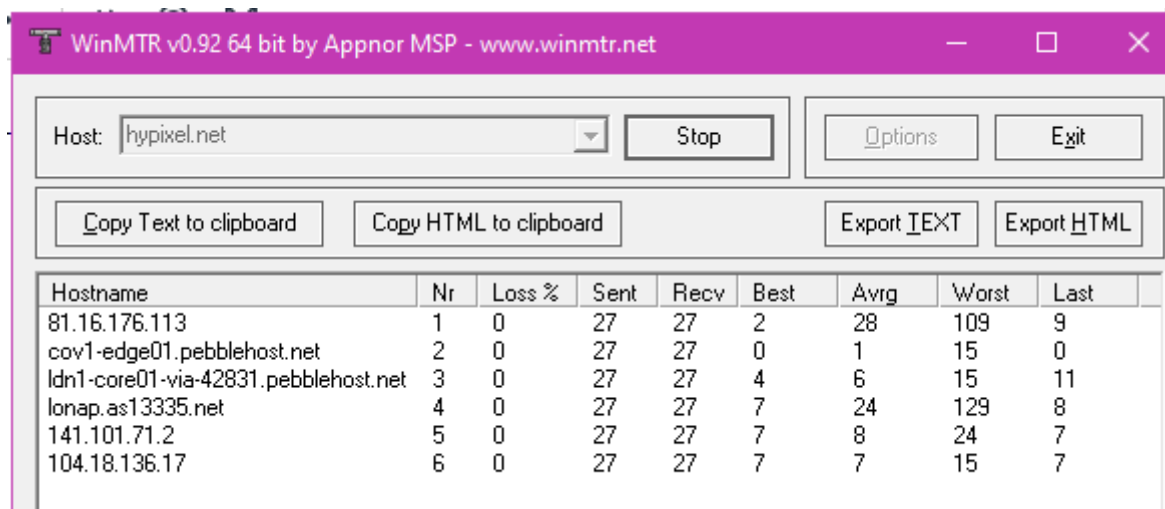 WinMTR v0.92 64 bit by Appnor MSP - www.winmtr.net
Host: hypixel.net Stop Options Exit
Copy Text to clipboard Copy HTML to clipboard Export TEXT Export HTML
Hostname Nr Loss % Sent Recv Best Avrg Worst Last
81.16.176.113 1 0 27 27 2 28 109 9
cov1-edge01.pebblehost.net 2 0 27 27 0 1 15 0
ldn1-core01-via-42831.pebblehost.net 3 0 27 27 4 6 15 11
lonap.as13335.net 4 0 27 27 7 24 129 8
141.101.71.2 5 0 27 27 7 8 24 7
104.18.136.17 6 0 27 27 7 7 15 7